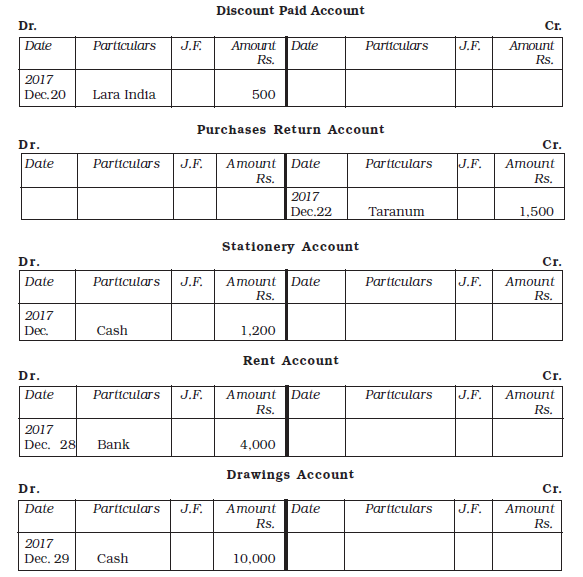 Discount Paid Account
Dr. Cr.
Date Particulars J.F. Amount Date Particulars J.F. Amount
Rs. Rs.
2017
Dec.20 Lara India 500
Purchases Return Account
Dr. Cr.
Date Particulars J.F. Amount Date Particulars J.F. Amount
Rs. Rs.
2017
Dec.22 Taranum 1,500
Stationery Account
Dr. Cr.
Date Particulars J.F. Amount Date Particulars J.F. Amount
Rs. Rs.
2017
Dec. Cash 1,200
Rent Account
Dr. Cr.
Date Particulars J.F. Amount Date Particulars J.F. Amount
Rs. Rs.
2017
Dec. 28 Bank 4,000
Drawings Account
Dr. Cr.
Date Particulars J.F. Amount Date Particulars J.F. Amount
Rs. Rs.
2017
Dec. 29 Cash 10,000